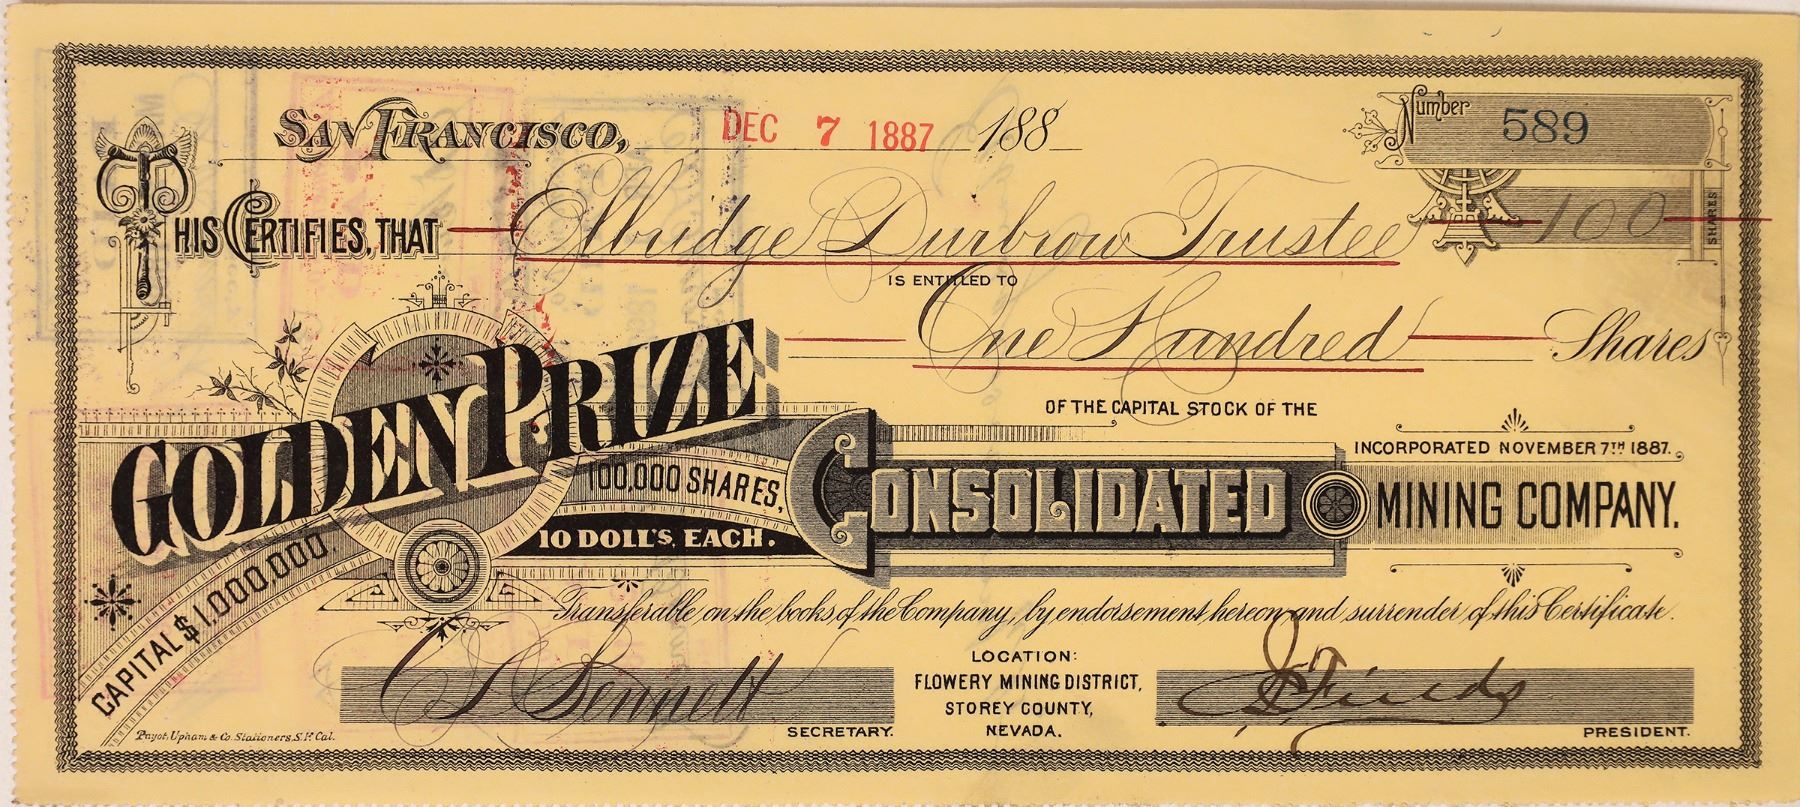 SAN FRANCISCO, DEC 7 1887 188
Number 589
THIS CERTIFIES, THAT Elbridge Durbrow Trustee 100 SHARES
IS ENTITLED TO
One Hundred Shares
OF THE CAPITAL STOCK OF THE
GOLDEN PRIZE
100,000 SHARES,
10 DOLL'S. EACH.
CAPITAL $1,000,000.
CONSOLIDATED
INCORPORATED NOVEMBER 7TH 1887.
MINING COMPANY.
Transferable on the books of the Company, by endorsement hereon and surrender of this Certificate.
Bennett
SECRETARY.
LOCATION:
FLOWERY MINING DISTRICT,
STOREY COUNTY,
NEVADA.
PRESIDENT.
Payot, Upham & Co. Stationers, S.F. Cal.